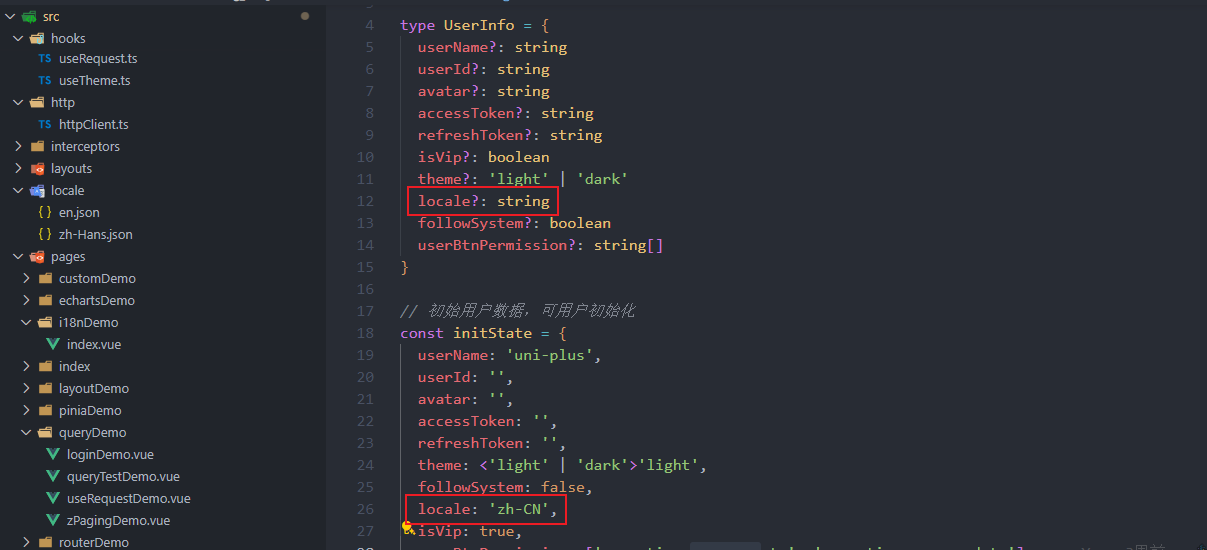 src
hooks
TS useRequest.ts
TS useTheme.ts
http
TS httpClient.ts
interceptors
layouts
locale
{ } en.json
{ } zh-Hans.json
pages
customDemo
echartsDemo
i18nDemo
index.vue
index
layoutDemo
piniaDemo
queryDemo
loginDemo.vue
queryTestDemo.vue
useRequestDemo.vue
zPagingDemo.vue
routerDemo
4 type UserInfo = {
5 userName?: string
6 userId?: string
7 avatar?: string
8 accessToken?: string
9 refreshToken?: string
10 isVip?: boolean
11 theme?: 'light' | 'dark'
12 locale?: string
13 followSystem?: boolean
14 userBtnPermission?: string[]
15 }
16
17 // 初始用户数据，可用户初始化
18 const initState = {
19 userName: 'uni-plus',
20 userId: '',
21 avatar: '',
22 accessToken: '',
23 refreshToken: '',
24 theme: <'light' | 'dark'>'light',
25 followSystem: false,
26 locale: 'zh-CN',
27 isVip: true,